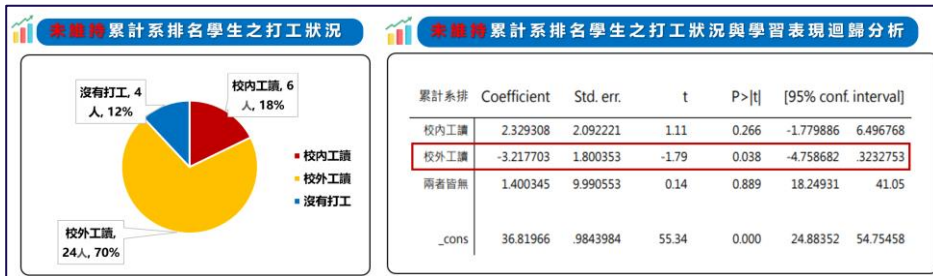 未維持累計系排名學生之打工狀況
沒有打工, 4
人, 12%
校內工讀, 6
人, 18%
校內工讀
校外工讀
沒有打工
校外工讀,
24人, 70%
未維持累計系排名學生之打工狀況與學習表現迴歸分析
累計系排 Coefficient Std. err. t P>|t| [95% conf. interval]
校內工讀 2.329308 2.092221 1.11 0.266 -1.779886 6.496768
校外工讀 -3.217703 1.800353 -1.79 0.038 -4.758682 .3232753
兩者皆無 1.400345 9.990553 0.14 0.889 18.24931 41.05
_cons 36.81966 .9843984 55.34 0.000 24.88352 54.75458